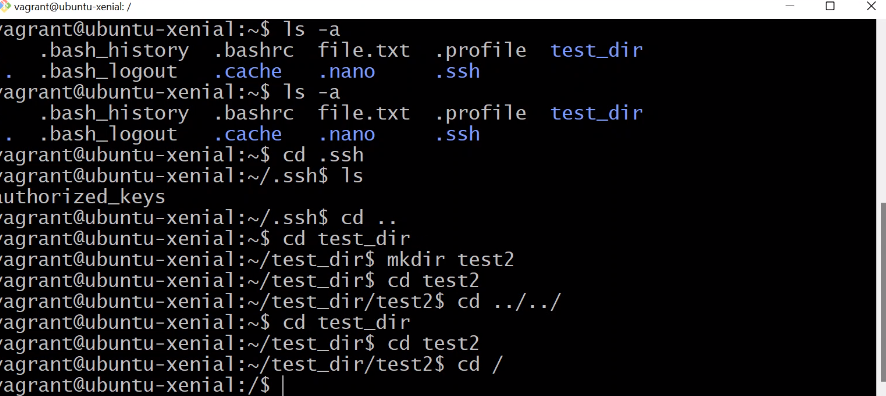 vagrant@ubuntu-xenial: /
vagrant@ubuntu-xenial:~$ ls -a
.bash_history .bashrc file.txt .profile test_dir
. .bash_logout .cache .nano .ssh
vagrant@ubuntu-xenial:~$ ls -a
.bash_history .bashrc file.txt .profile test_dir
. .bash_logout .cache .nano .ssh
vagrant@ubuntu-xenial:~$ cd .ssh
vagrant@ubuntu-xenial:~/.ssh$ ls
authorized_keys
vagrant@ubuntu-xenial:~/.ssh$ cd ..
vagrant@ubuntu-xenial:~$ cd test_dir
vagrant@ubuntu-xenial:~/test_dir$ mkdir test2
vagrant@ubuntu-xenial:~/test_dir$ cd test2
vagrant@ubuntu-xenial:~/test_dir/test2$ cd ../../
vagrant@ubuntu-xenial:~$ cd test_dir
vagrant@ubuntu-xenial:~/test_dir$ cd test2
vagrant@ubuntu-xenial:~/test_dir/test2$ cd /
vagrant@ubuntu-xenial:/$